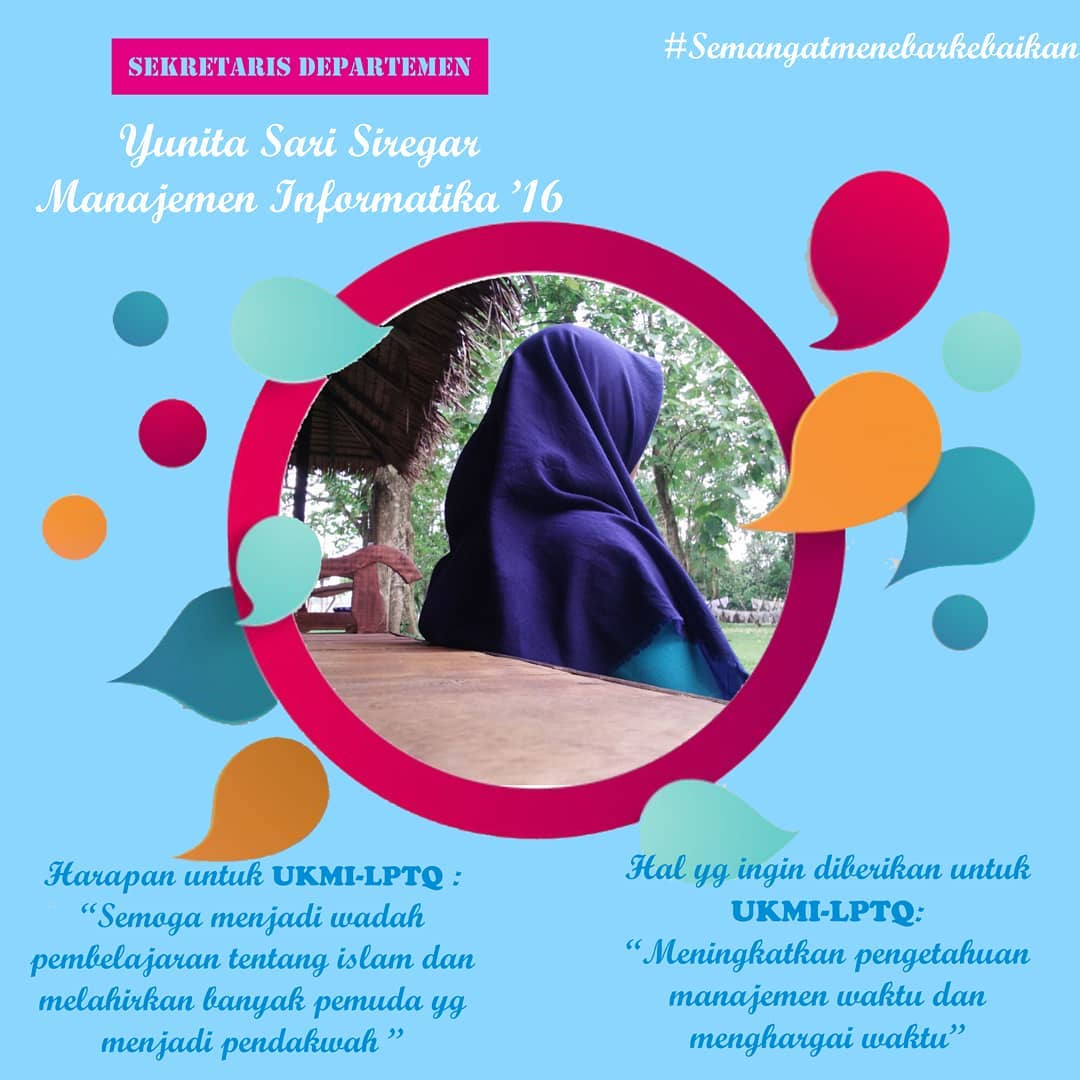 SEKRETARIS DEPARTEMEN
#Semangatmenebarkebaikan
Yunita Sari Siregar
Manajemen Informatika ’16
Harapan untuk UKMI-LPTQ :
“Semoga menjadi wadah
pembelajaran tentang islam dan
melahirkan banyak pemuda yg
menjadi pendakwah ”
Hal yg ingin diberikan untuk
UKMI-LPTQ:
“ Meningkatkan pengetahuan
manajemen waktu dan
menghargai waktu”